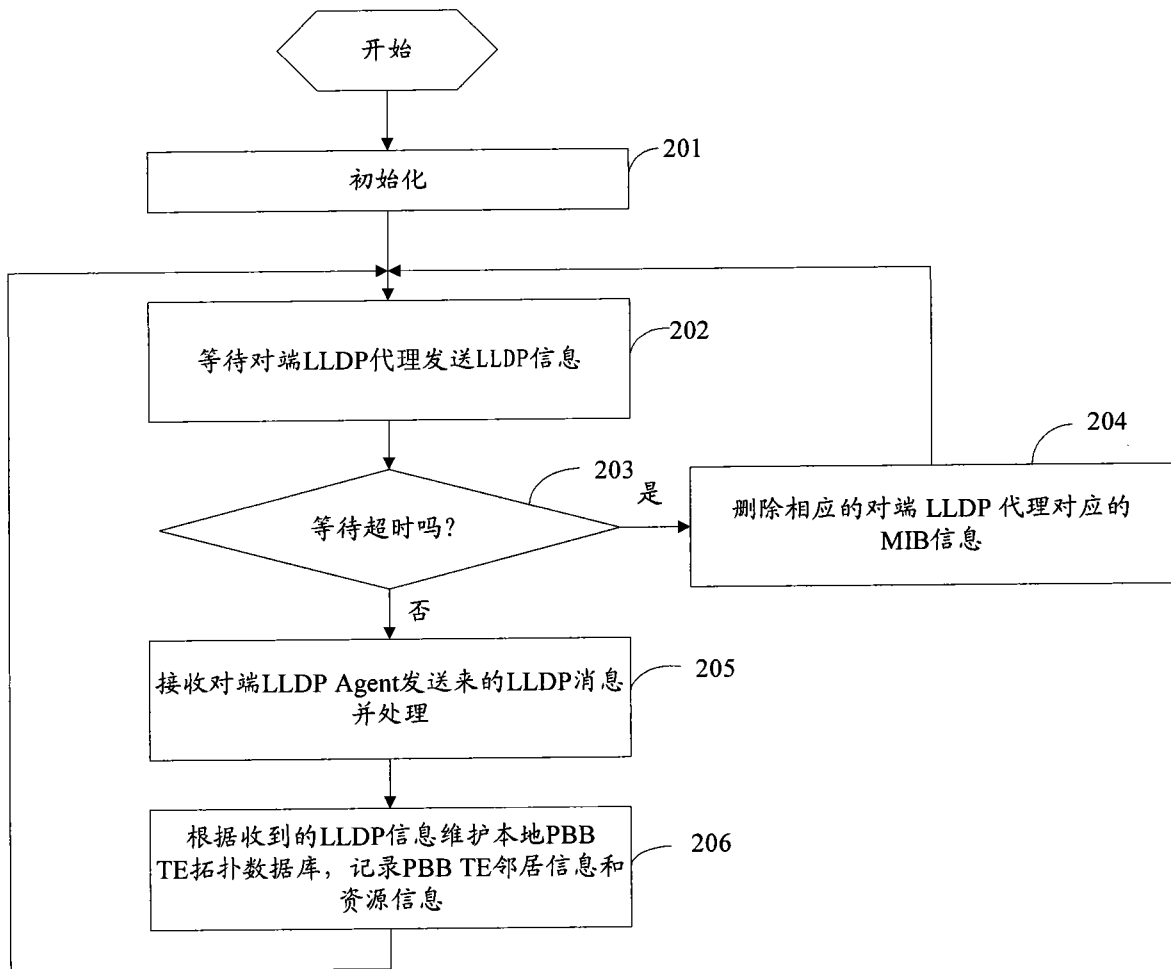 开始
201
初始化
202
等待对端LLDP代理发送LLDP信息
204
203
是
等待超时吗?
删除相应的对端 LLDP 代理对应的
MIB信息
否
205
接收对端LLDP Agent发送来的LLDP消息
并处理
206
根据收到的LLDP信息维护本地PBB
TE拓扑数据库，记录PBB TE邻居信息和
资源信息